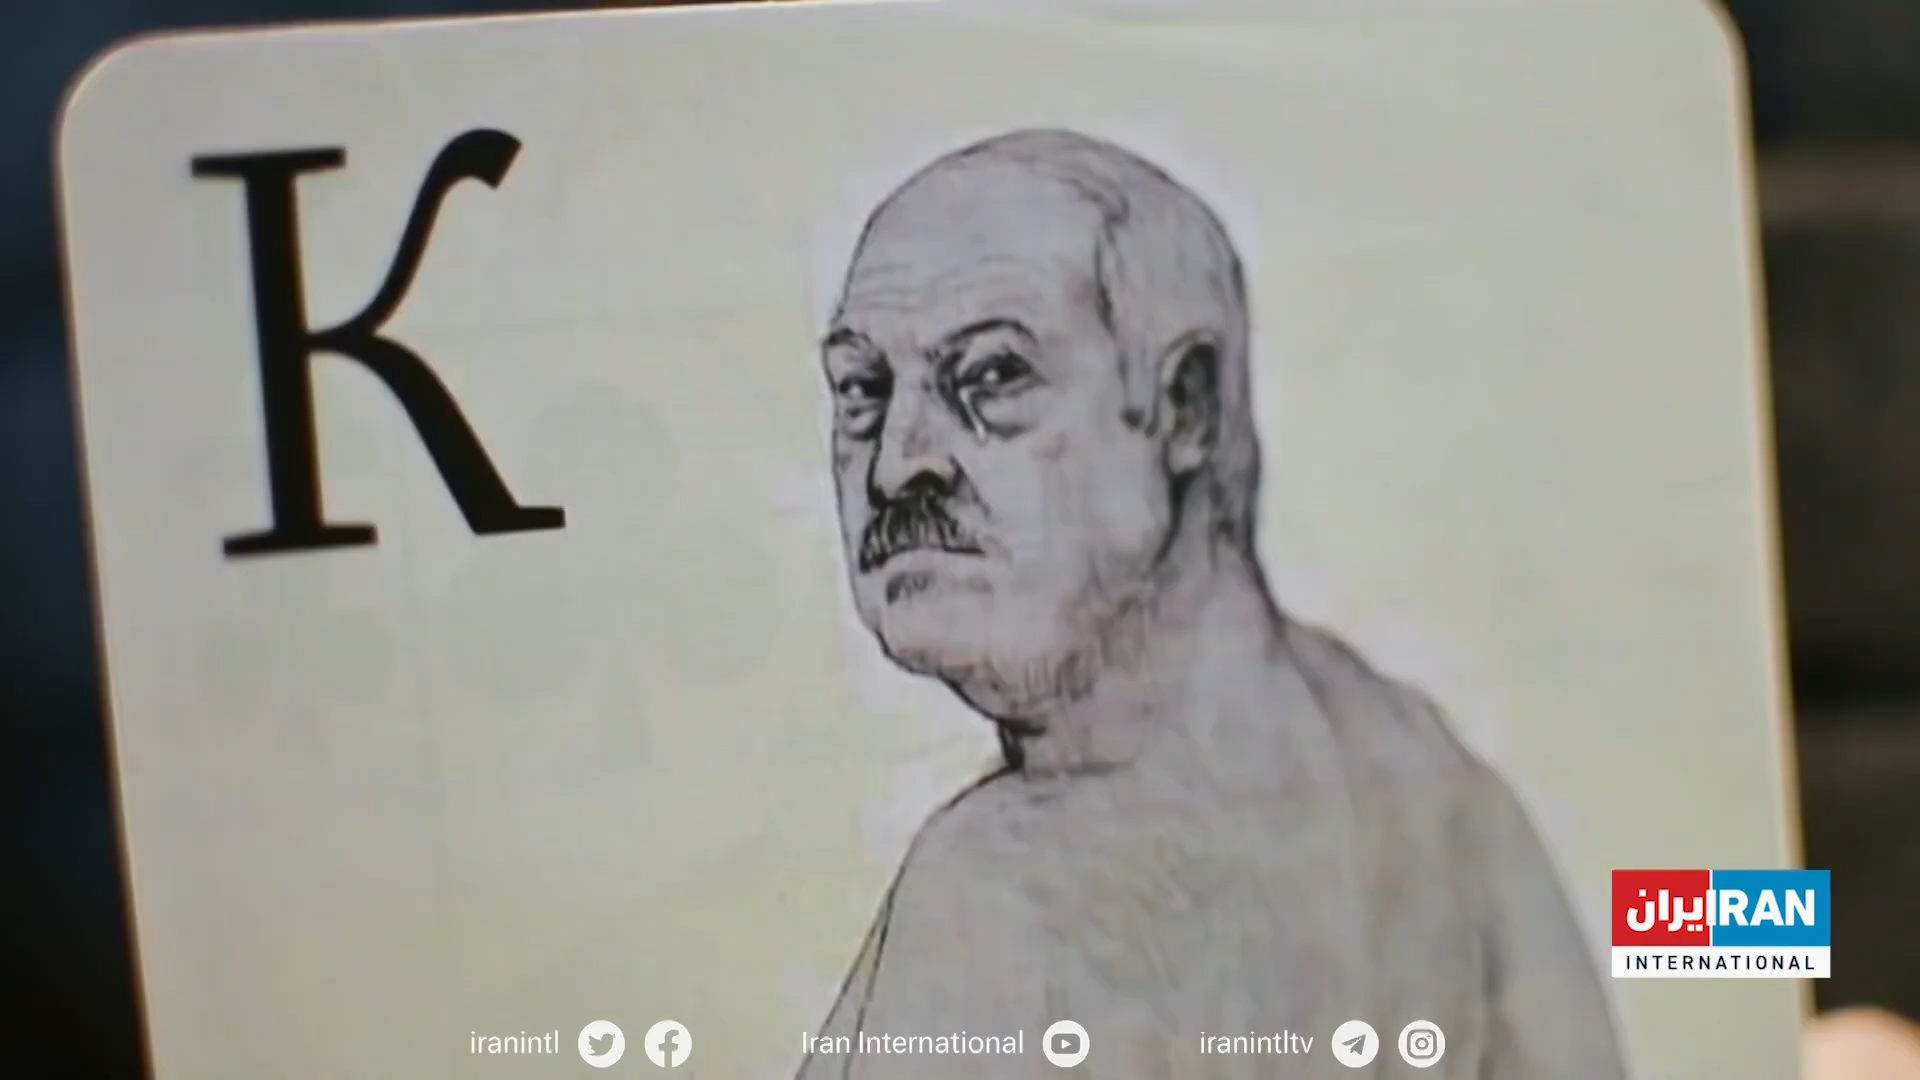 К
ایران IRAN
INTERNATIONAL
iranintl
Iran International
iranintltv